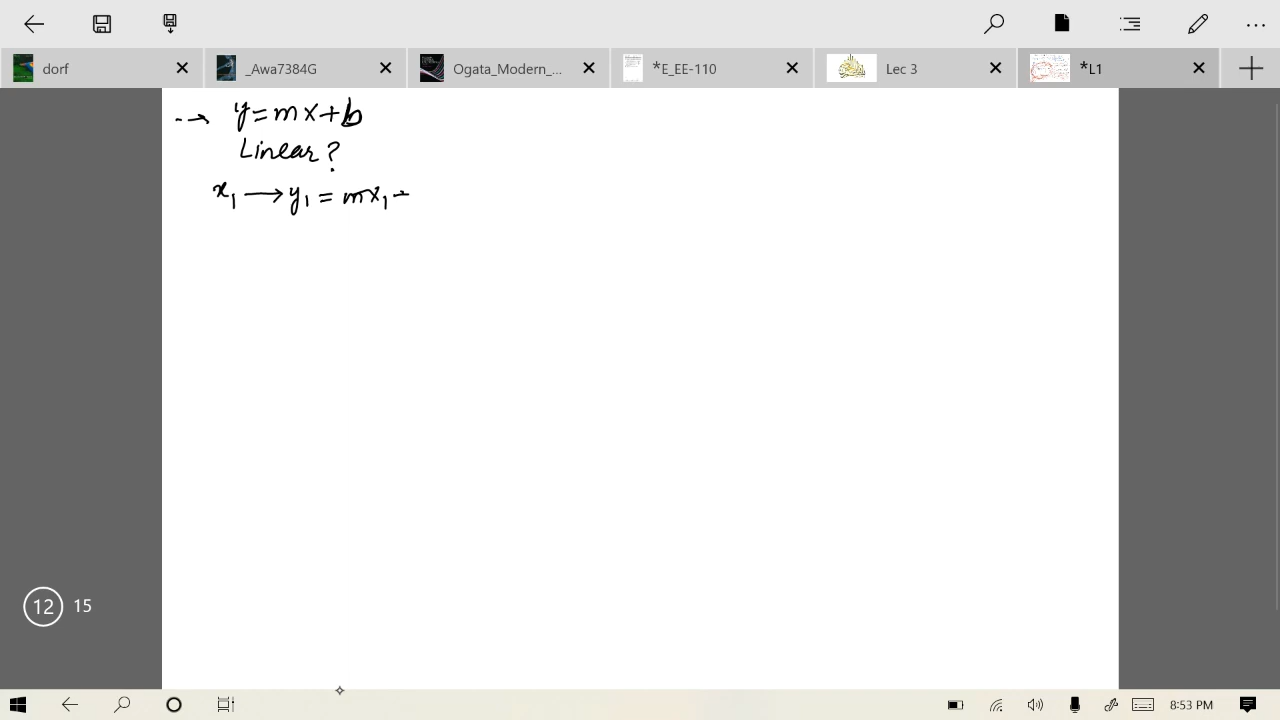 dorf
_Awa7384G
Ogata_Modern_...
*E_EE-110
Lec 3
*L1
--→ y=mx+b
Linear?
x₁ ⟶ y₁ = mx₁ +
12 15
8:53 PM